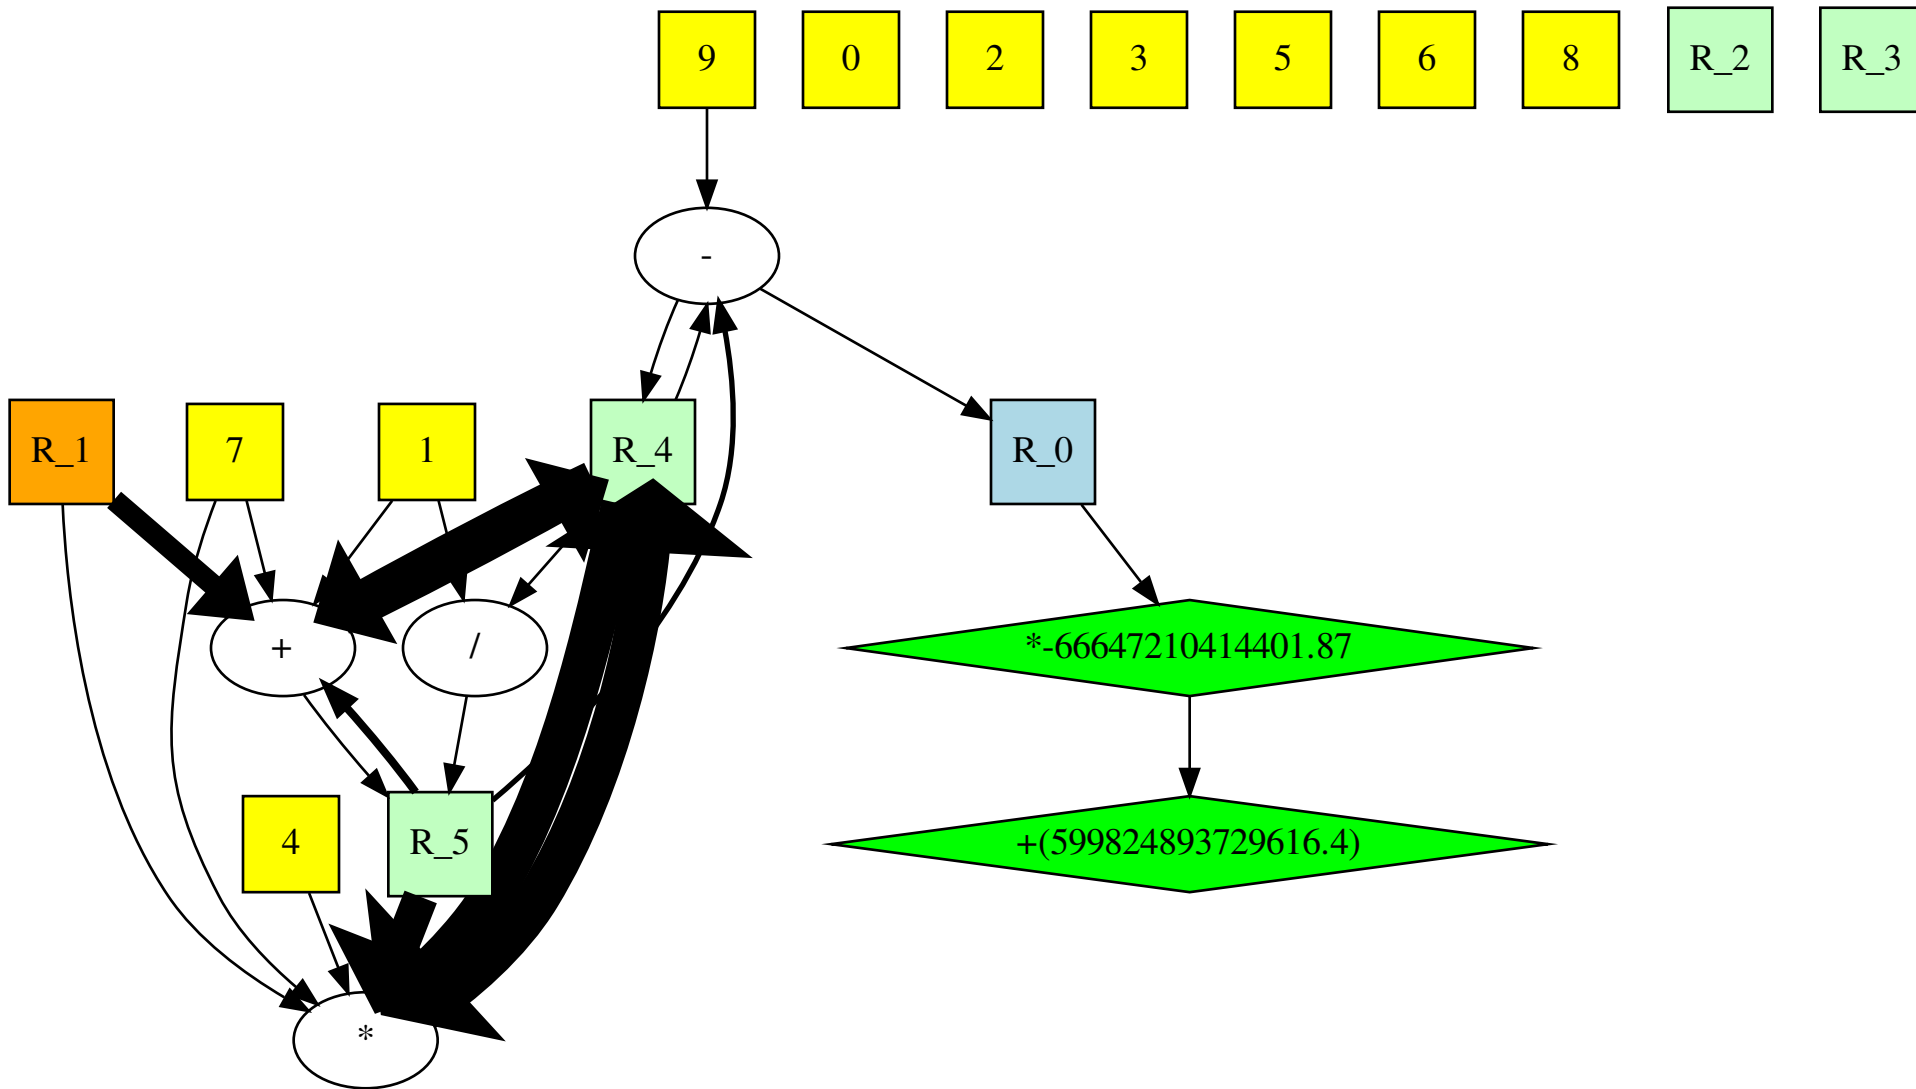 9
0
2
3
5
6
8
R_2
R_3
-
R_1
7
1
R_4
R_0
+
/
*-66647210414401.87
4
R_5
+(599824893729616.4)
*